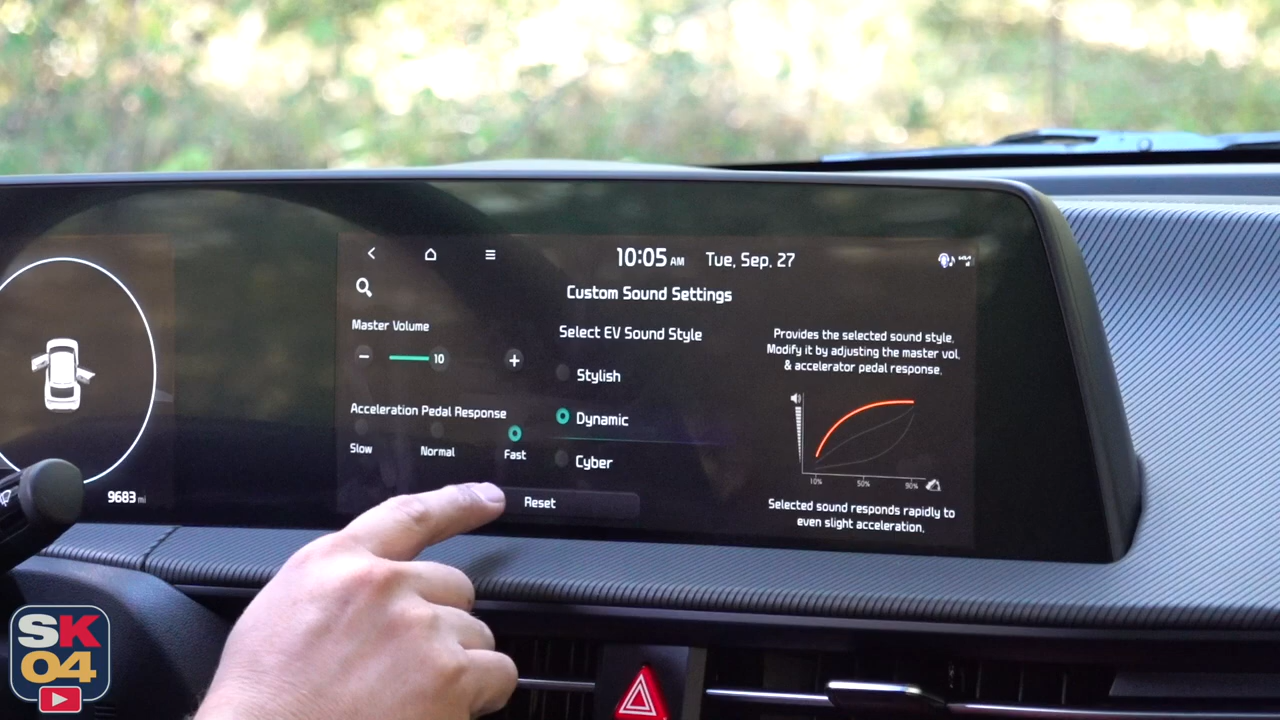 10:05 AM Tue, Sep. 27
Custom Sound Settings
Master Volume
10
Acceleration Pedal Response
Slow
Normal
Fast
Select EV Sound Style
Stylish
Dynamic
Cyber
Reset
Provides the selected sound style.
Modify it by adjusting the master vol.
& accelerator pedal response.
10% 50% 90%
Selected sound responds rapidly to
even slight acceleration.
9683 mi
SK
04